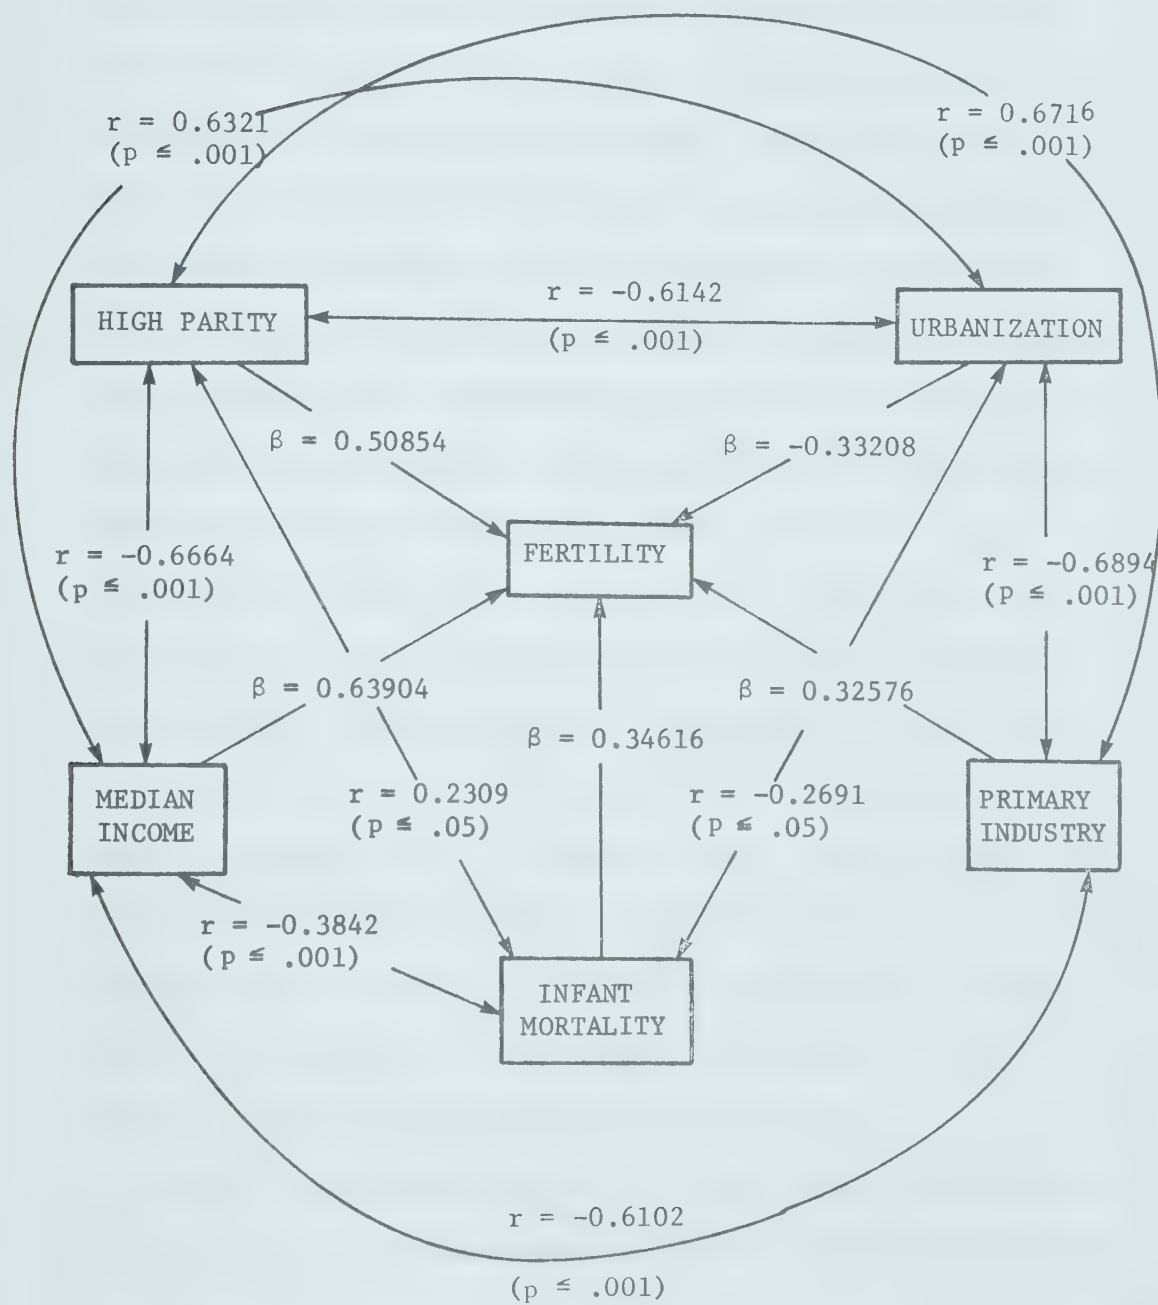 r = 0.6321
(p ≤ .001)
r = 0.6716
(p ≤ .001)
HIGH PARITY
r = -0.6142
(p ≤ .001)
URBANIZATION
β = 0.50854
β = -0.33208
FERTILITY
r = -0.6664
(p ≤ .001)
r = -0.6894
(p ≤ .001)
β = 0.63904
β = 0.32576
β = 0.34616
MEDIAN
INCOME
r = 0.2309
(p ≤ .05)
r = -0.2691
(p ≤ .05)
PRIMARY
INDUSTRY
r = -0.3842
(p ≤ .001)
INFANT
MORTALITY
r = -0.6102
(p ≤ .001)